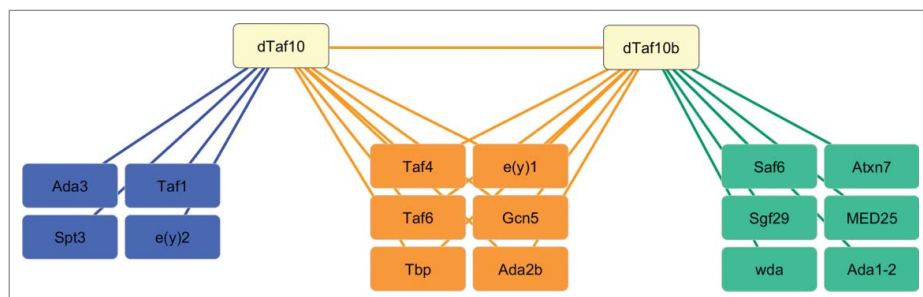 dTaf10
dTaf10b
Ada3
Taf1
Spt3
e(y)2
Taf4
e(y)1
Taf6
Gcn5
Tbp
Ada2b
Saf6
Atxn7
Sgf29
MED25
wda
Ada1-2